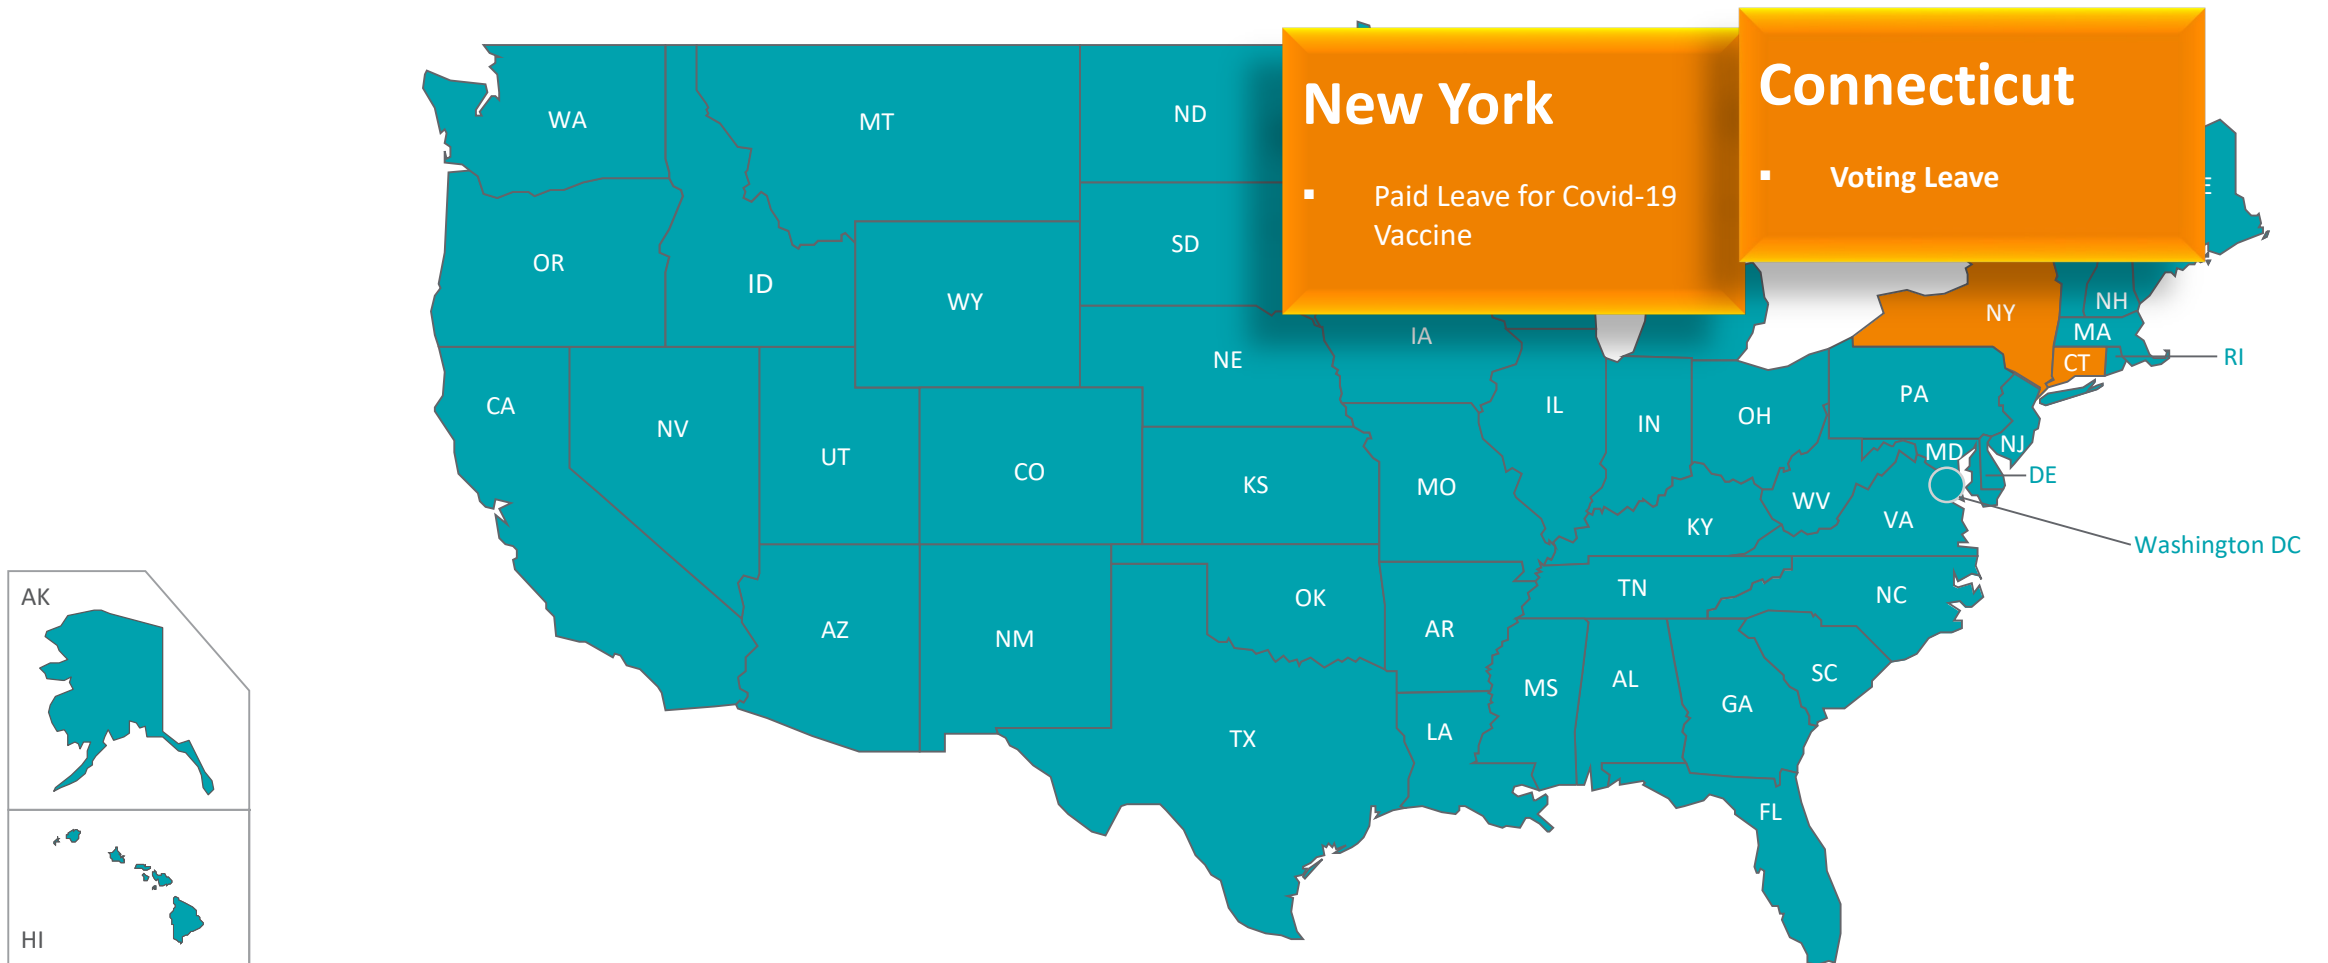 New York
▪ Paid Leave for Covid-19
Vaccine
Connecticut
▪ Voting Leave
WA
MT
ND
OR
ID
SD
WY
NE
IA
NY
NH
MA
CT
RI
CA
NV
UT
CO
KS
MO
IL
IN
OH
PA
NJ
MD
DE
WV
VA
KY
Washington DC
AZ
NM
OK
AR
TN
NC
TX
LA
MS
AL
GA
SC
FL
AK
HI